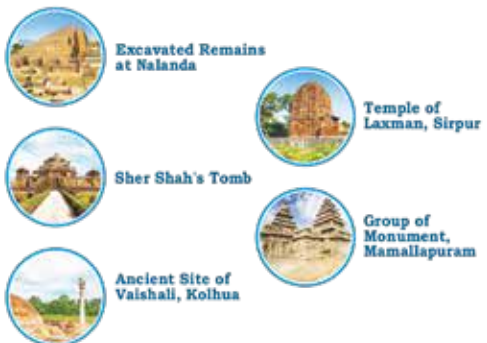 Excavated Remains
at Nalanda
Temple of
Laxman, Sirpur
Sher Shah's Tomb
Group of
Monument,
Mamallapuram
Ancient Site of
Vaishali, Kolhua